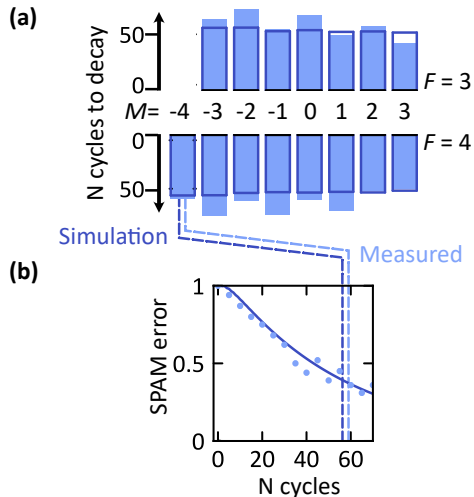 (a)
N cycles to decay
50
0
F = 3
M= -4 -3 -2 -1 0 1 2 3
0
F = 4
50
Simulation
Measured
(b)
SPAM error
1
0.5
0
0 20 40 60
N cycles